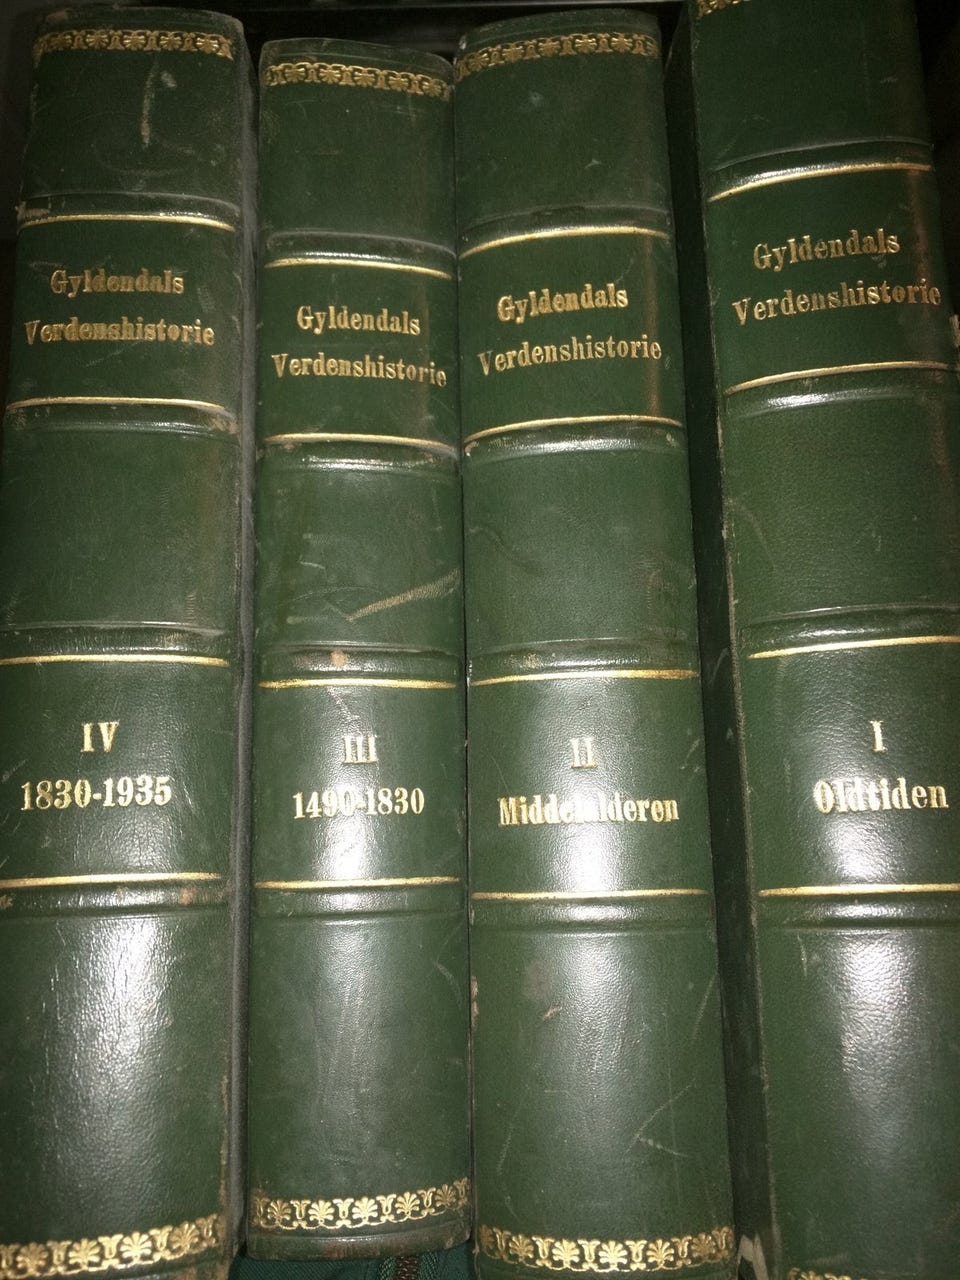 Gyldendals
Verdenshistorie
IV
1830-1935
Gyldendals
Verdenshistorie
III
1490-1830
Gyldendals
Verdenshistorie
II
Middelalderen
Gyldendals
Verdenshistorie
I
Oldtiden